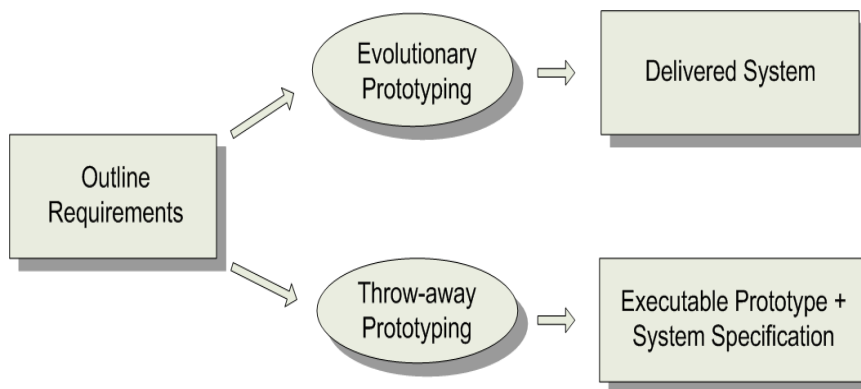 Evolutionary
Prototyping
Delivered System
Outline
Requirements
Throw-away
Prototyping
Executable Prototype +
System Specification